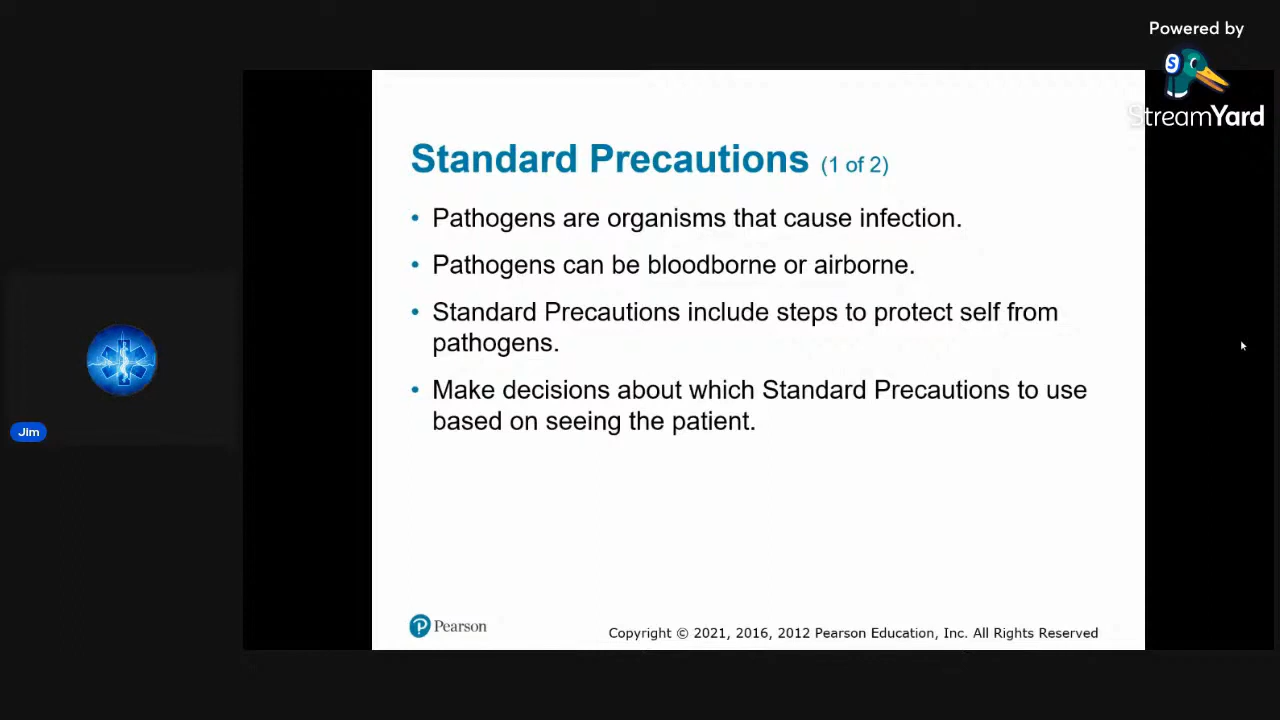 Powered by
StreamYard
Standard Precautions (1 of 2)
• Pathogens are organisms that cause infection.
• Pathogens can be bloodborne or airborne.
• Standard Precautions include steps to protect self from
pathogens.
• Make decisions about which Standard Precautions to use
based on seeing the patient.
Jim
Pearson
Copyright © 2021, 2016, 2012 Pearson Education, Inc. All Rights Reserved